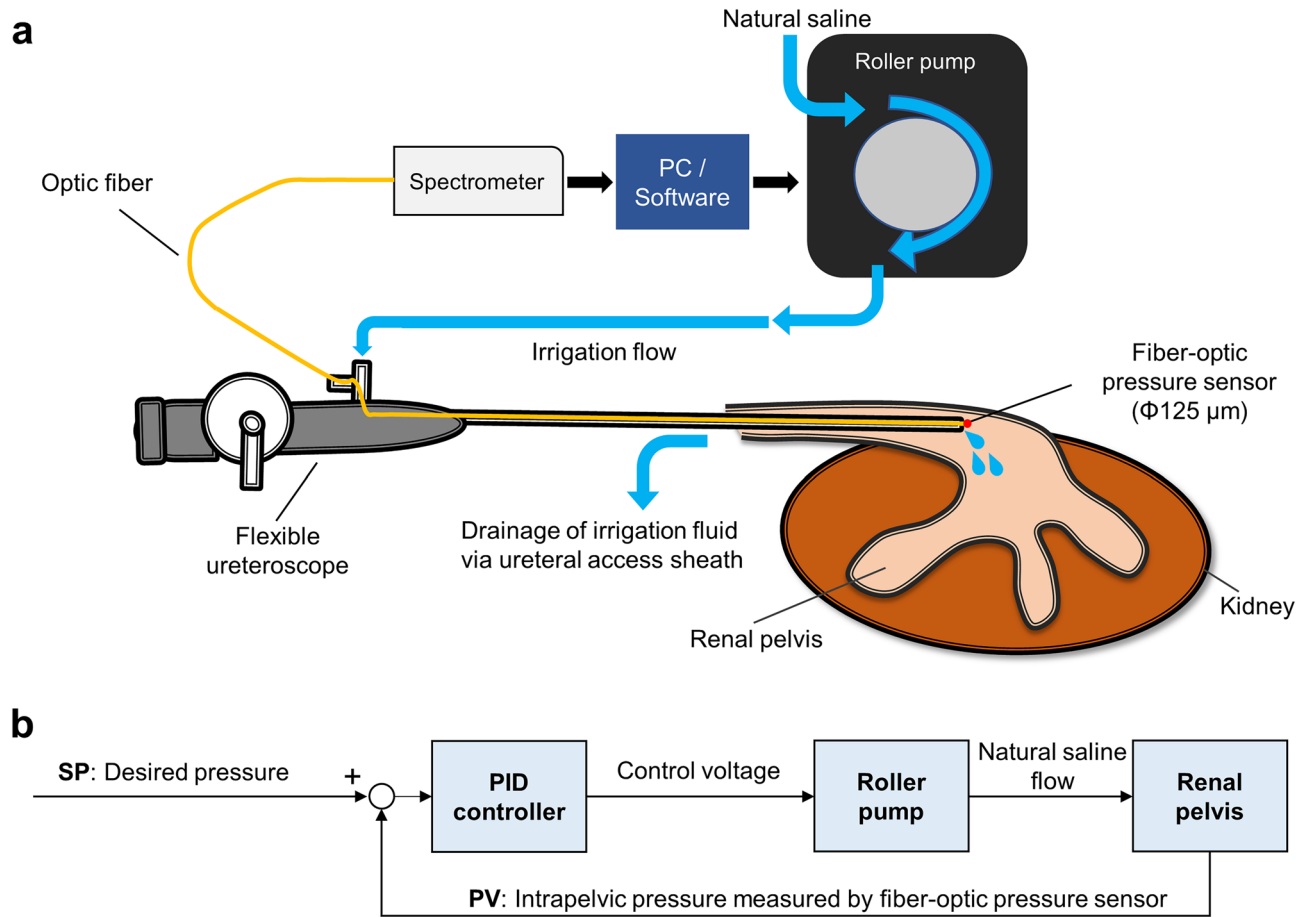 a
Natural saline
Roller pump
Optic fiber
Spectrometer
PC /
Software
Irrigation flow
Fiber-optic
pressure sensor
(Φ125 μm)
Flexible
ureteroscope
Drainage of irrigation fluid
via ureteral access sheath
Renal pelvis
Kidney
b
SP: Desired pressure
+
PID
controller
Control voltage
Roller
pump
Natural saline
flow
Renal
pelvis
PV: Intrapelvic pressure measured by fiber-optic pressure sensor